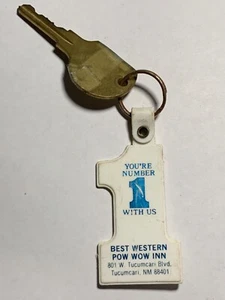 YOU'RE
NUMBER
1
WITH US
BEST WESTERN
POW WOW INN
801 W. Tucumcari Blvd.
Tucumcari, NM 88401